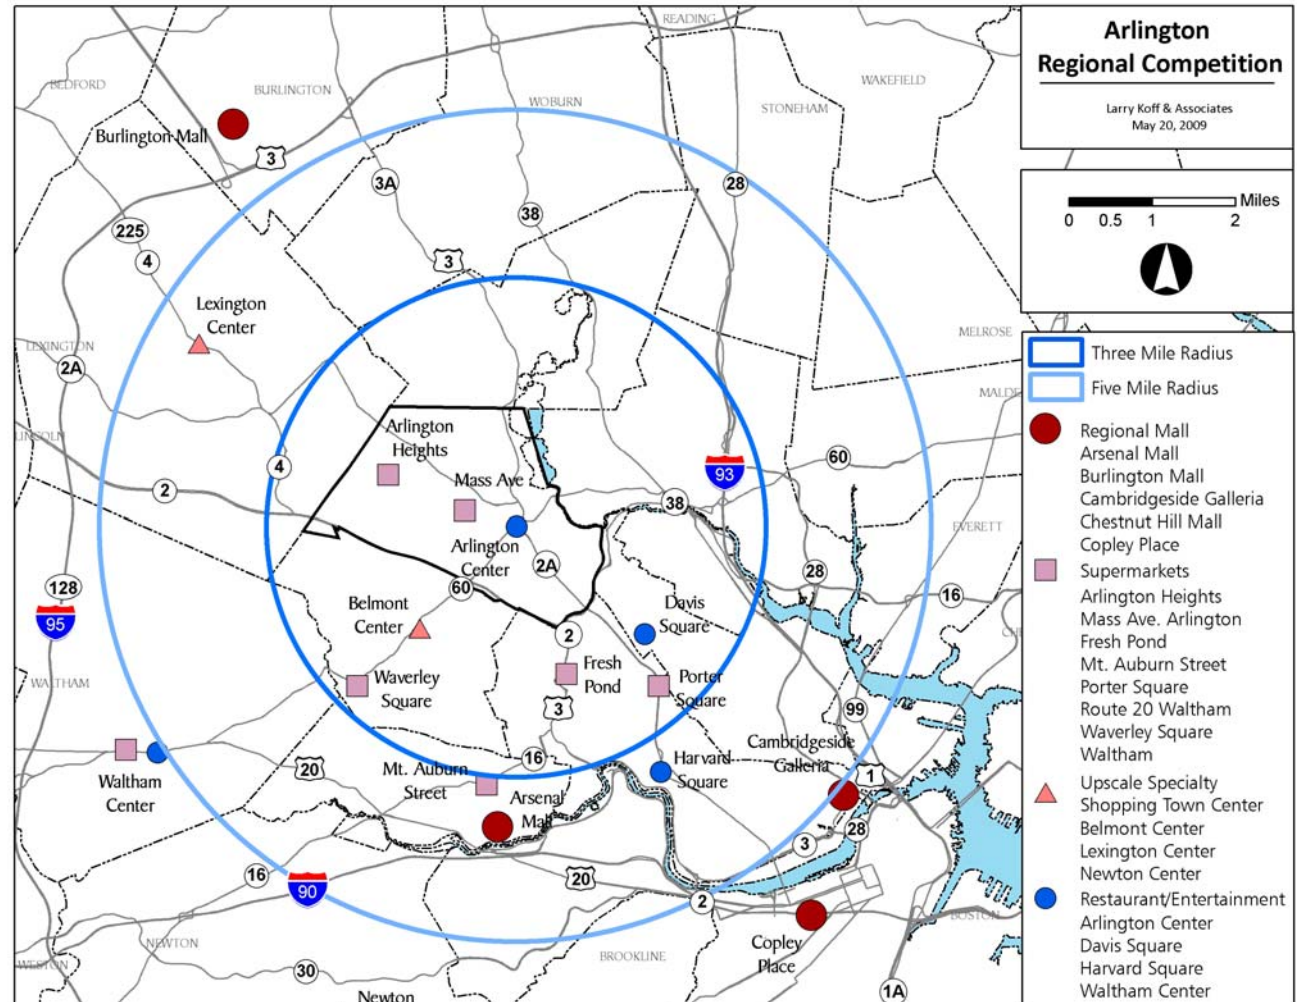 READING
Arlington
Regional Competition
Larry Koff & Associates
May 20, 2009
BEDFORD
BURLINGTON
WOBURN
STONEHAM
WAKEFIELD
Burlington Mall
3
3A
28
38
225
4
3
Miles
0 0.5 1 2
Lexington
Center
LEXINGTON
2A
MELROSE
LINCOLN
Arlington
Heights
Mass Ave
4
2
93
60
38
EVERETT
Arlington
Center
2A
60
128
95
28
16
Belmont
Center
Davis
Square
2
WALTHAM
Waverley
Square
Fresh
Pond
Porter
Square
3
99
Cambridgeside
Galleria
16
1
20
Waltham
Center
Mt. Auburn
Street
Harvard
Square
Arsenal
Mall
28
3
16
90
20
2
BOSTON
Copley
Place
NEWTON
WESTON
30
BROOKLINE
Newton
1A
Three Mile Radius
Five Mile Radius
Regional Mall
Arsenal Mall
Burlington Mall
Cambridgeside Galleria
Chestnut Hill Mall
Copley Place
Supermarkets
Arlington Heights
Mass Ave. Arlington
Fresh Pond
Mt. Auburn Street
Porter Square
Route 20 Waltham
Waverley Square
Waltham
Upscale Specialty
Shopping Town Center
Belmont Center
Lexington Center
Newton Center
Restaurant/Entertainment
Arlington Center
Davis Square
Harvard Square
Waltham Center